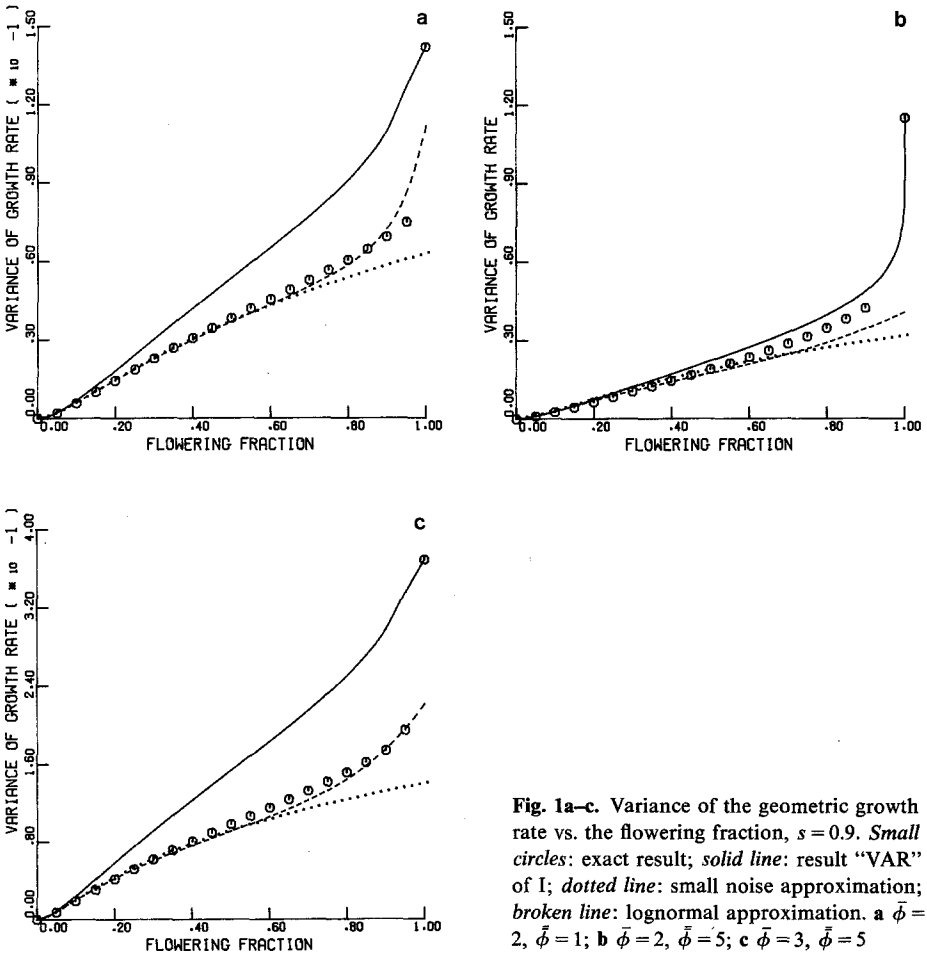 a
VARIANCE OF GROWTH RATE ( * 10 -1 )
1.50
1.20
.90
.60
.30
0.00
0.00 .20 .40 .60 .80 1.00
FLOWERING FRACTION
b
VARIANCE OF GROWTH RATE
1.50
1.20
.90
.60
.30
0.00
0.00 .20 .40 .60 .80 1.00
FLOWERING FRACTION
c
VARIANCE OF GROWTH RATE ( * 10 -1 )
4.00
3.20
2.40
1.60
.80
0.00
0.00 .20 .40 .60 .80 1.00
FLOWERING FRACTION
Fig. 1a–c. Variance of the geometric growth
rate vs. the flowering fraction, s = 0.9. Small
circles: exact result; solid line: result “VAR”
of I; dotted line: small noise approximation;
broken line: lognormal approximation. a ϕ̄ =
2, ϕ̿ = 1; b ϕ̄ = 2, ϕ̿ = 5; c ϕ̄ = 3, ϕ̿ = 5